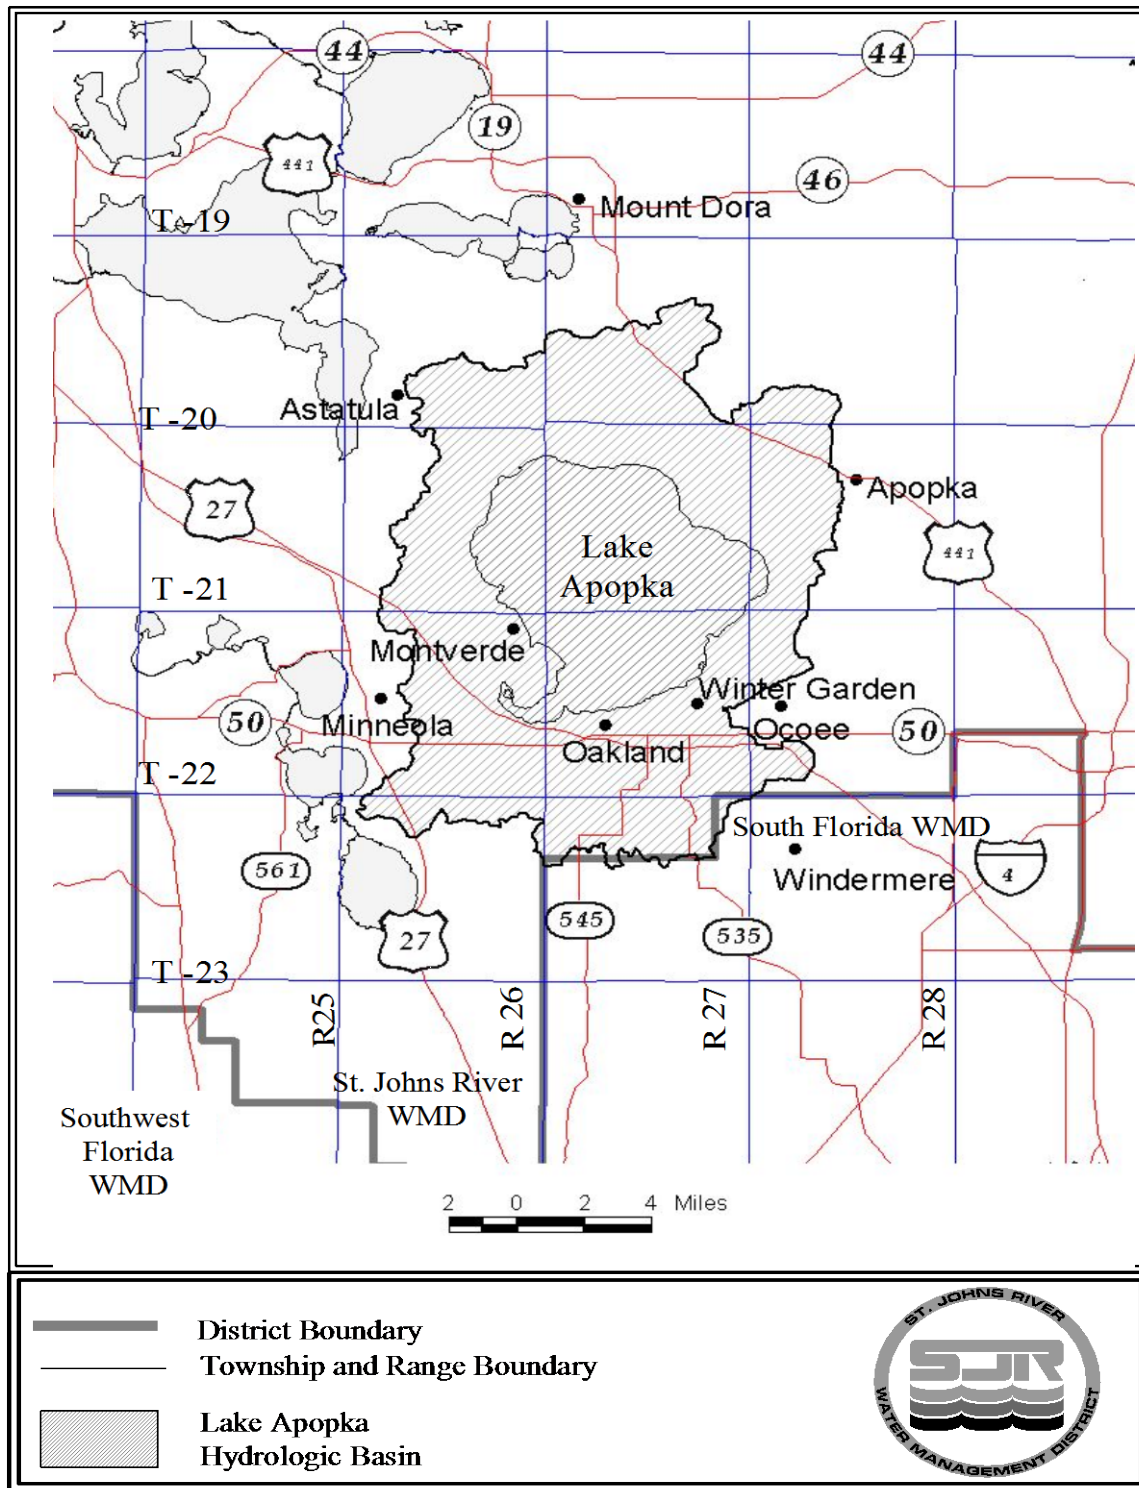 44
44
19
441
46
Mount Dora
T -19
Astatula
T -20
27
Apopka
Lake
Apopka
441
T -21
Montverde
Winter Garden
Minneola
50
Ocoee
50
Oakland
T -22
South Florida WMD
Windermere
561
4
545
535
27
T -23
R25
R 26
R 27
R 28
St. Johns River
WMD
Southwest
Florida
WMD
2 0 2 4 Miles
District Boundary
Township and Range Boundary
Lake Apopka
Hydrologic Basin
ST. JOHNS RIVER
SJR
WATER MANAGEMENT DISTRICT